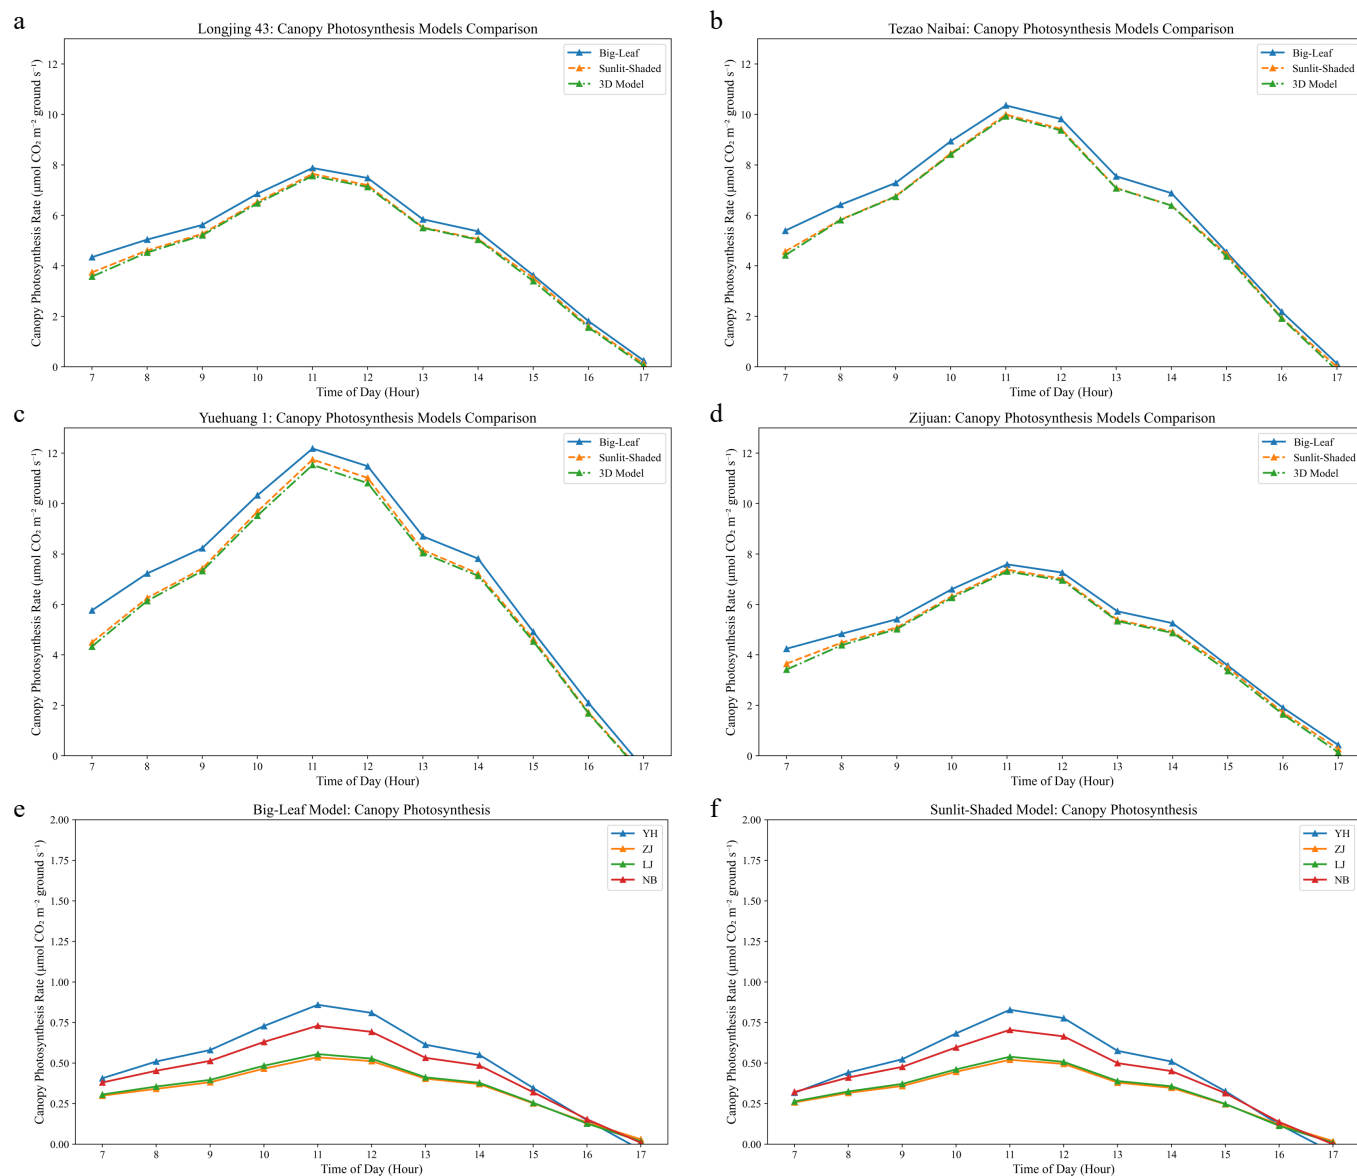 a
Longjing 43: Canopy Photosynthesis Models Comparison
Canopy Photosynthesis Rate (μmol CO₂ m⁻² ground s⁻¹)
12
10
8
6
4
2
0
Big-Leaf
Sunlit-Shaded
3D Model
7 8 9 10 11 12 13 14 15 16 17
Time of Day (Hour)
b
Tezao Naibai: Canopy Photosynthesis Models Comparison
Canopy Photosynthesis Rate (μmol CO₂ m⁻² ground s⁻¹)
12
10
8
6
4
2
0
Big-Leaf
Sunlit-Shaded
3D Model
7 8 9 10 11 12 13 14 15 16 17
Time of Day (Hour)
c
Yuehuang 1: Canopy Photosynthesis Models Comparison
Canopy Photosynthesis Rate (μmol CO₂ m⁻² ground s⁻¹)
12
10
8
6
4
2
0
Big-Leaf
Sunlit-Shaded
3D Model
7 8 9 10 11 12 13 14 15 16 17
Time of Day (Hour)
d
Zijuan: Canopy Photosynthesis Models Comparison
Canopy Photosynthesis Rate (μmol CO₂ m⁻² ground s⁻¹)
12
10
8
6
4
2
0
Big-Leaf
Sunlit-Shaded
3D Model
7 8 9 10 11 12 13 14 15 16 17
Time of Day (Hour)
e
Big-Leaf Model: Canopy Photosynthesis
Canopy Photosynthesis Rate (μmol CO₂ m⁻² ground s⁻¹)
2.00
1.75
1.50
1.25
1.00
0.75
0.50
0.25
0.00
YH
ZJ
LJ
NB
7 8 9 10 11 12 13 14 15 16 17
Time of Day (Hour)
f
Sunlit-Shaded Model: Canopy Photosynthesis
Canopy Photosynthesis Rate (μmol CO₂ m⁻² ground s⁻¹)
2.00
1.75
1.50
1.25
1.00
0.75
0.50
0.25
0.00
YH
ZJ
LJ
NB
7 8 9 10 11 12 13 14 15 16 17
Time of Day (Hour)